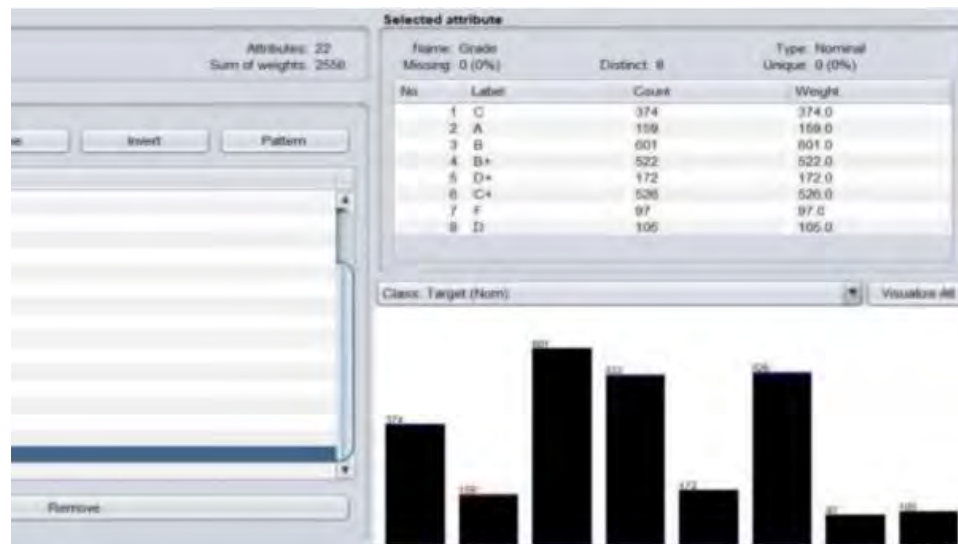 Selected attribute
Attributes: 22
Sum of weights: 2556
Name: Grade
Missing: 0 (0%)
Distinct: 8
Type: Nominal
Unique: 0 (0%)
No. Label Count Weight
1 C 374 374.0
2 A 159 159.0
3 B 601 601.0
4 B+ 522 522.0
5 D+ 172 172.0
6 C+ 526 526.0
7 F 97 97.0
8 D 105 105.0
Invert Pattern
Class: Target (Nom) Visualize All
601
522
526
374
159
172
97
105
Remove